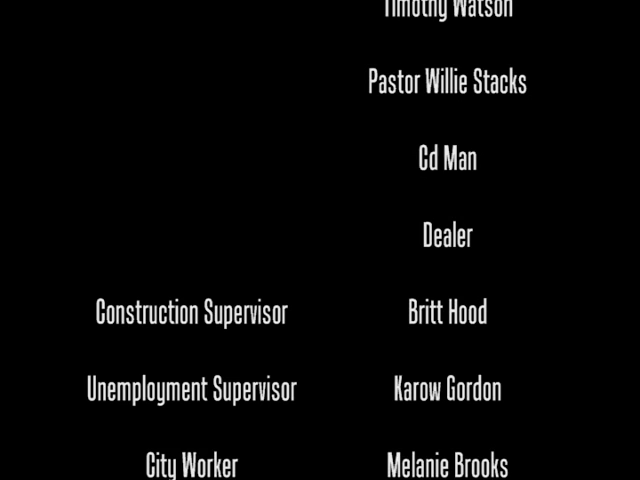 Timothy Watson
Pastor Willie Stacks
Cd Man
Dealer
Construction Supervisor Britt Hood
Unemployment Supervisor Karow Gordon
City Worker Melanie Brooks